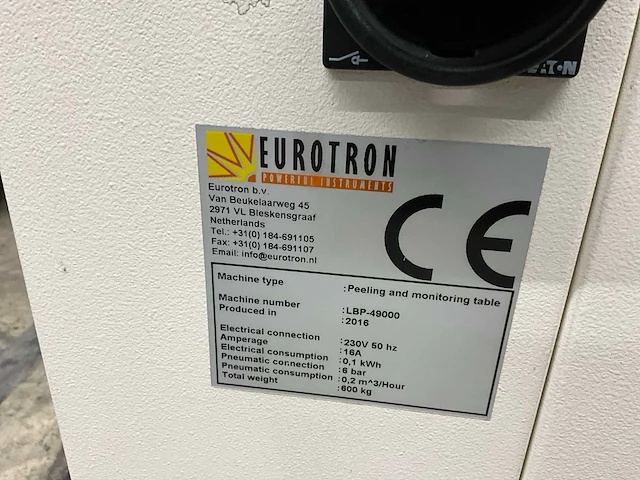 EATON
EUROTRON
POWERFUL INSTRUMENTS
Eurotron b.v.
Van Beukelaarweg 45
2971 VL Bleskensgraaf
Netherlands
Tel.: +31(0) 184-691105
Fax: +31(0) 184-691107
Email: info@eurotron.nl
CE
Machine type :Peeling and monitoring table
Machine number :LBP-49000
Produced in :2016
Electrical connection :230V 50 hz
Amperage :16A
Electrical consumption :0,1 kWh
Pneumatic connection :6 bar
Pneumatic consumption :0,2 m^3/Hour
Total weight :600 kg